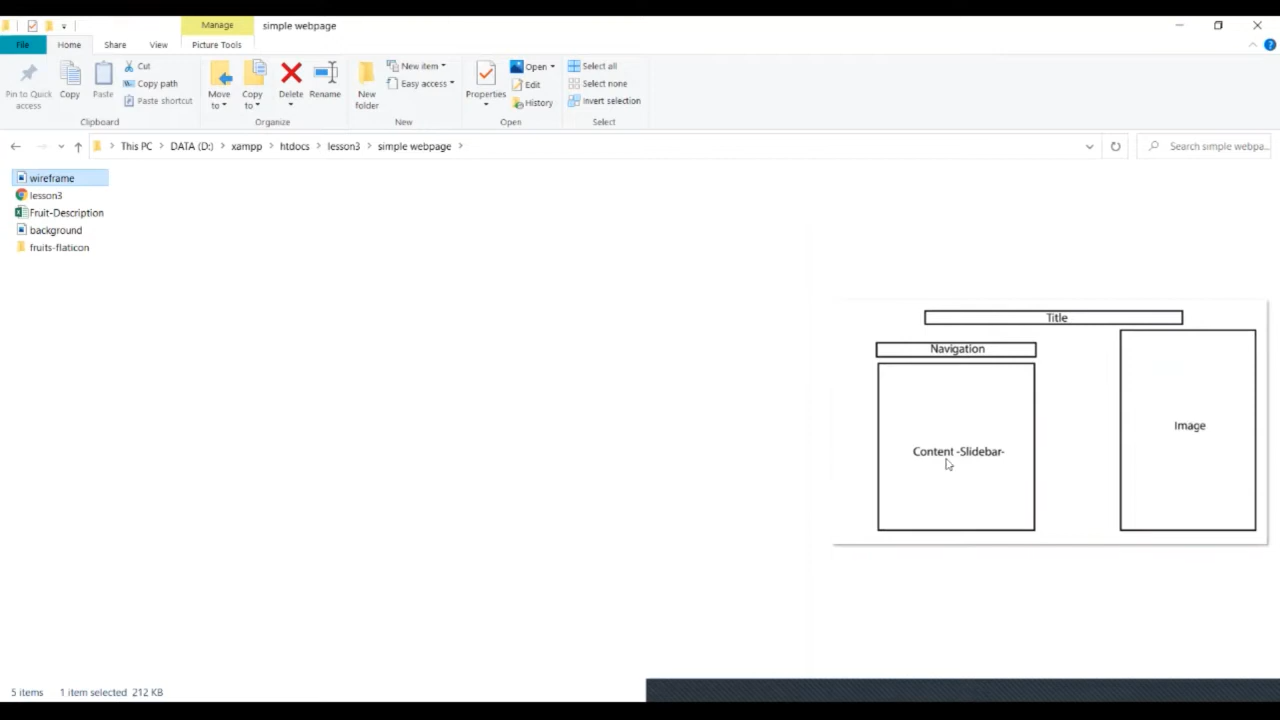 Manage
simple webpage
File
Home
Share
View
Picture Tools
Pin to Quick
access
Copy
Paste
Cut
Copy path
Paste shortcut
Clipboard
Move
to
Copy
to
Delete
Rename
Organize
New
folder
New item
Easy access
New
Properties
Open
Edit
History
Open
Select all
Select none
Invert selection
Select
This PC > DATA (D:) > xampp > htdocs > lesson3 > simple webpage >
Search simple webpa...
wireframe
lesson3
Fruit-Description
background
fruits-flaticon
Title
Navigation
Content -Slidebar-
Image
5 items 1 item selected 212 KB